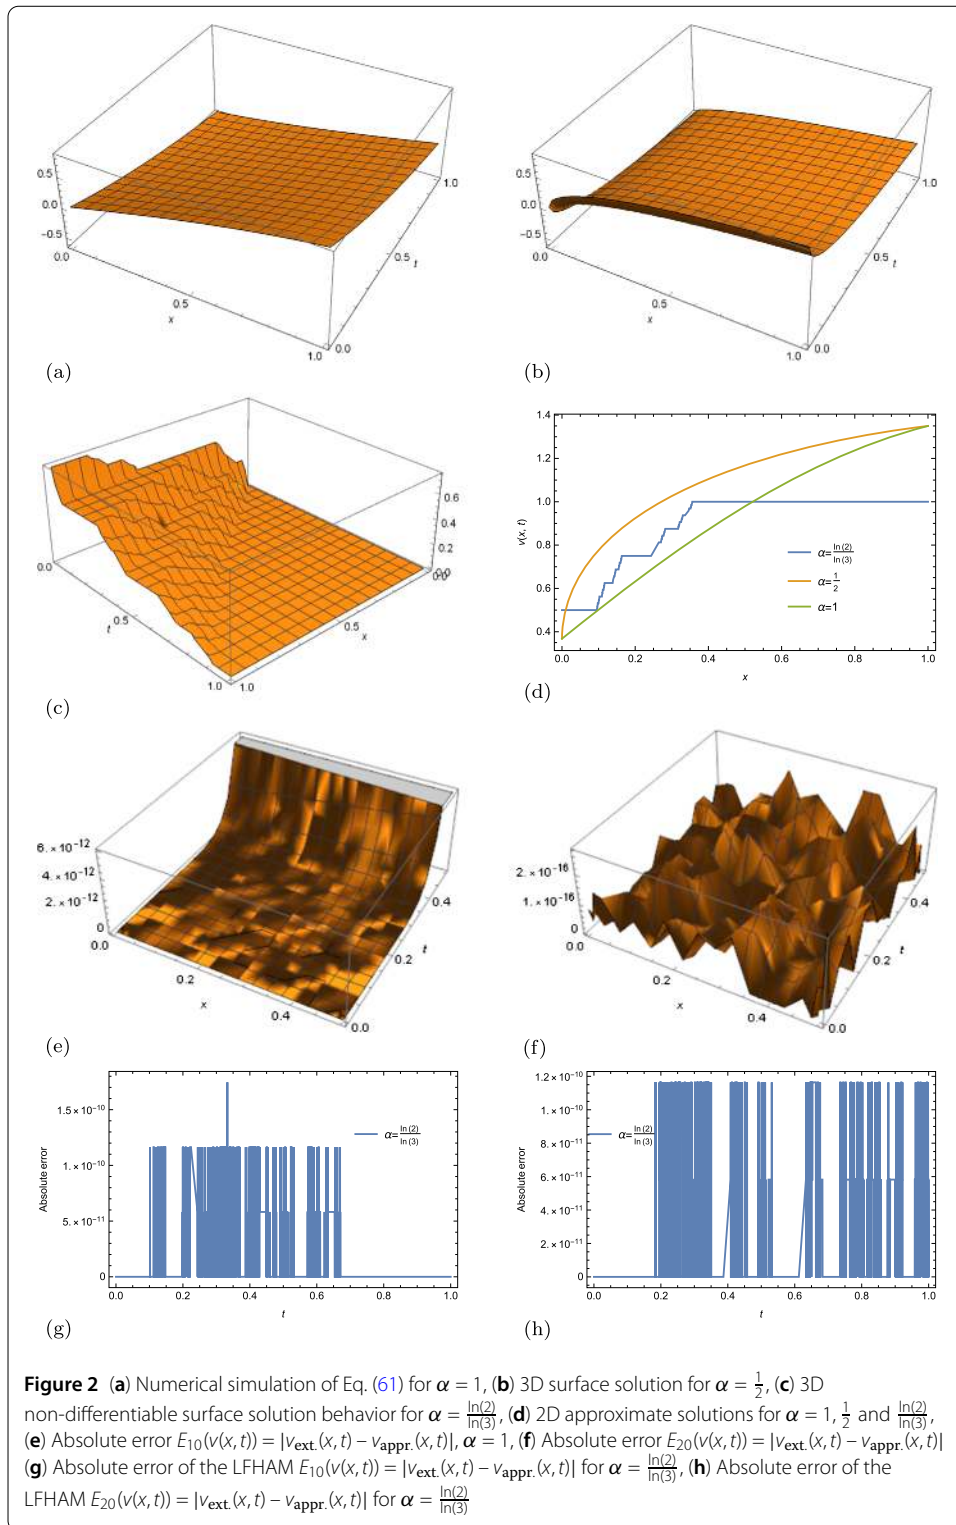 0.5
0.0
−0.5
0.0
0.5
x
1.0
0.0
0.5
t
1.0
(a)
0.5
0.0
−0.5
0.0
0.5
x
1.0
0.0
0.5
t
1.0
(b)
0.6
0.4
0.2
0.0
0.0
0.0
t
0.5
1.0
1.0
0.5
x
(c)
1.4
1.2
1.0
0.8
0.6
0.4
v(x, t)
α=ln(2)/ln(3)
α=1/2
α=1
0.0 0.2 0.4 0.6 0.8 1.0
x
(d)
6.×10−12
4.×10−12
2.×10−12
0
0.0
0.2
x
0.4
0.0
0.2
t
0.4
(e)
2.×10−16
1.×10−16
0
0.0
0.2
x
0.4
0.0
0.2
t
0.4
(f)
1.5×10−10
1.×10−10
5.×10−11
0
Absolute error
α=ln(2)/ln(3)
0.0 0.2 0.4 0.6 0.8 1.0
t
(g)
1.2×10−10
1.×10−10
8.×10−11
6.×10−11
4.×10−11
2.×10−11
0
Absolute error
α=ln(2)/ln(3)
0.0 0.2 0.4 0.6 0.8 1.0
t
(h)
Figure 2 (a) Numerical simulation of Eq. (61) for α = 1, (b) 3D surface solution for α = 1/2, (c) 3D
non-differentiable surface solution behavior for α = ln(2)/ln(3), (d) 2D approximate solutions for α = 1, 1/2 and ln(2)/ln(3),
(e) Absolute error E10(v(x, t)) = |vext.(x, t) − vappr.(x, t)|, α = 1, (f) Absolute error E20(v(x, t)) = |vext.(x, t) − vappr.(x, t)|
(g) Absolute error of the LFHAM E10(v(x, t)) = |vext.(x, t) − vappr.(x, t)| for α = ln(2)/ln(3), (h) Absolute error of the
LFHAM E20(v(x, t)) = |vext.(x, t) − vappr.(x, t)| for α = ln(2)/ln(3)